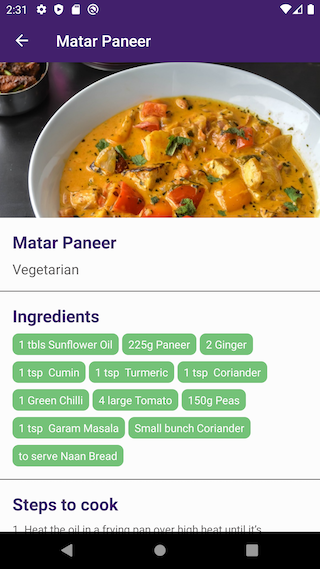 2:31
Matar Paneer
Matar Paneer
Vegetarian
Ingredients
1 tbls Sunflower Oil 225g Paneer 2 Ginger
1 tsp  Cumin 1 tsp  Turmeric 1 tsp  Coriander
1 Green Chilli 4 large Tomato 150g Peas
1 tsp  Garam Masala Small bunch Coriander
to serve Naan Bread
Steps to cook
1. Heat the oil in a frying pan over high heat until it's